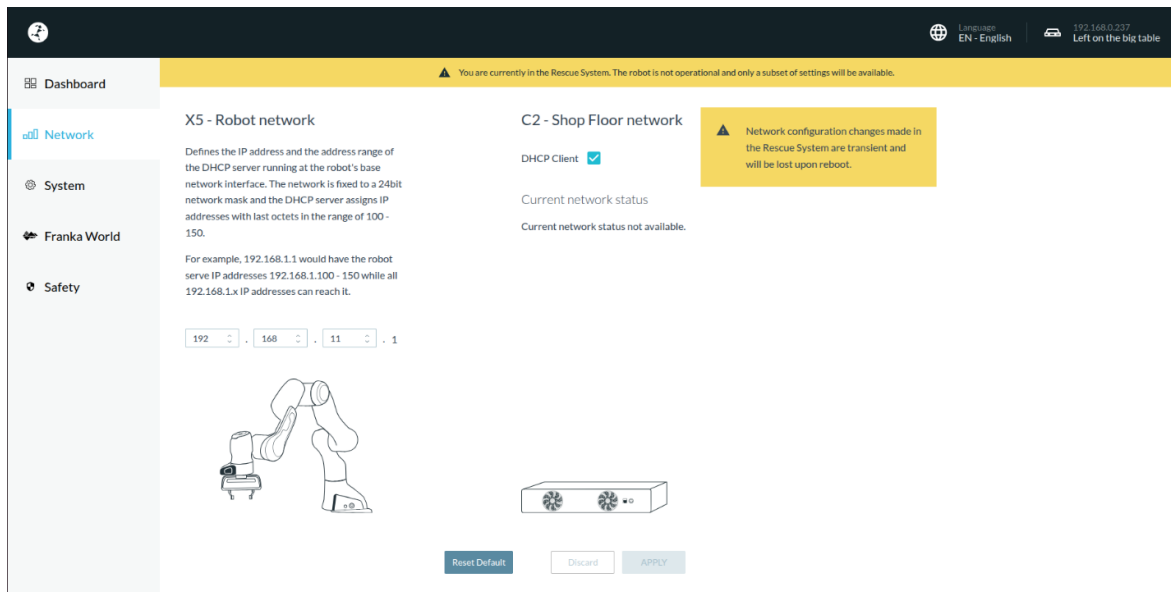 Language
EN - English
192.168.0.237
Left on the big table
Dashboard
Network
System
Franka World
Safety
You are currently in the Rescue System. The robot is not operational and only a subset of settings will be available.
X5 - Robot network
Defines the IP address and the address range of
the DHCP server running at the robot's base
network interface. The network is fixed to a 24bit
network mask and the DHCP server assigns IP
addresses with last octets in the range of 100 -
150.
For example, 192.168.1.1 would have the robot
serve IP addresses 192.168.1.100 - 150 while all
192.168.1.x IP addresses can reach it.
192 . 168 . 11 . 1
C2 - Shop Floor network
DHCP Client
Current network status
Current network status not available.
Network configuration changes made in
the Rescue System are transient and
will be lost upon reboot.
Reset Default
Discard
APPLY